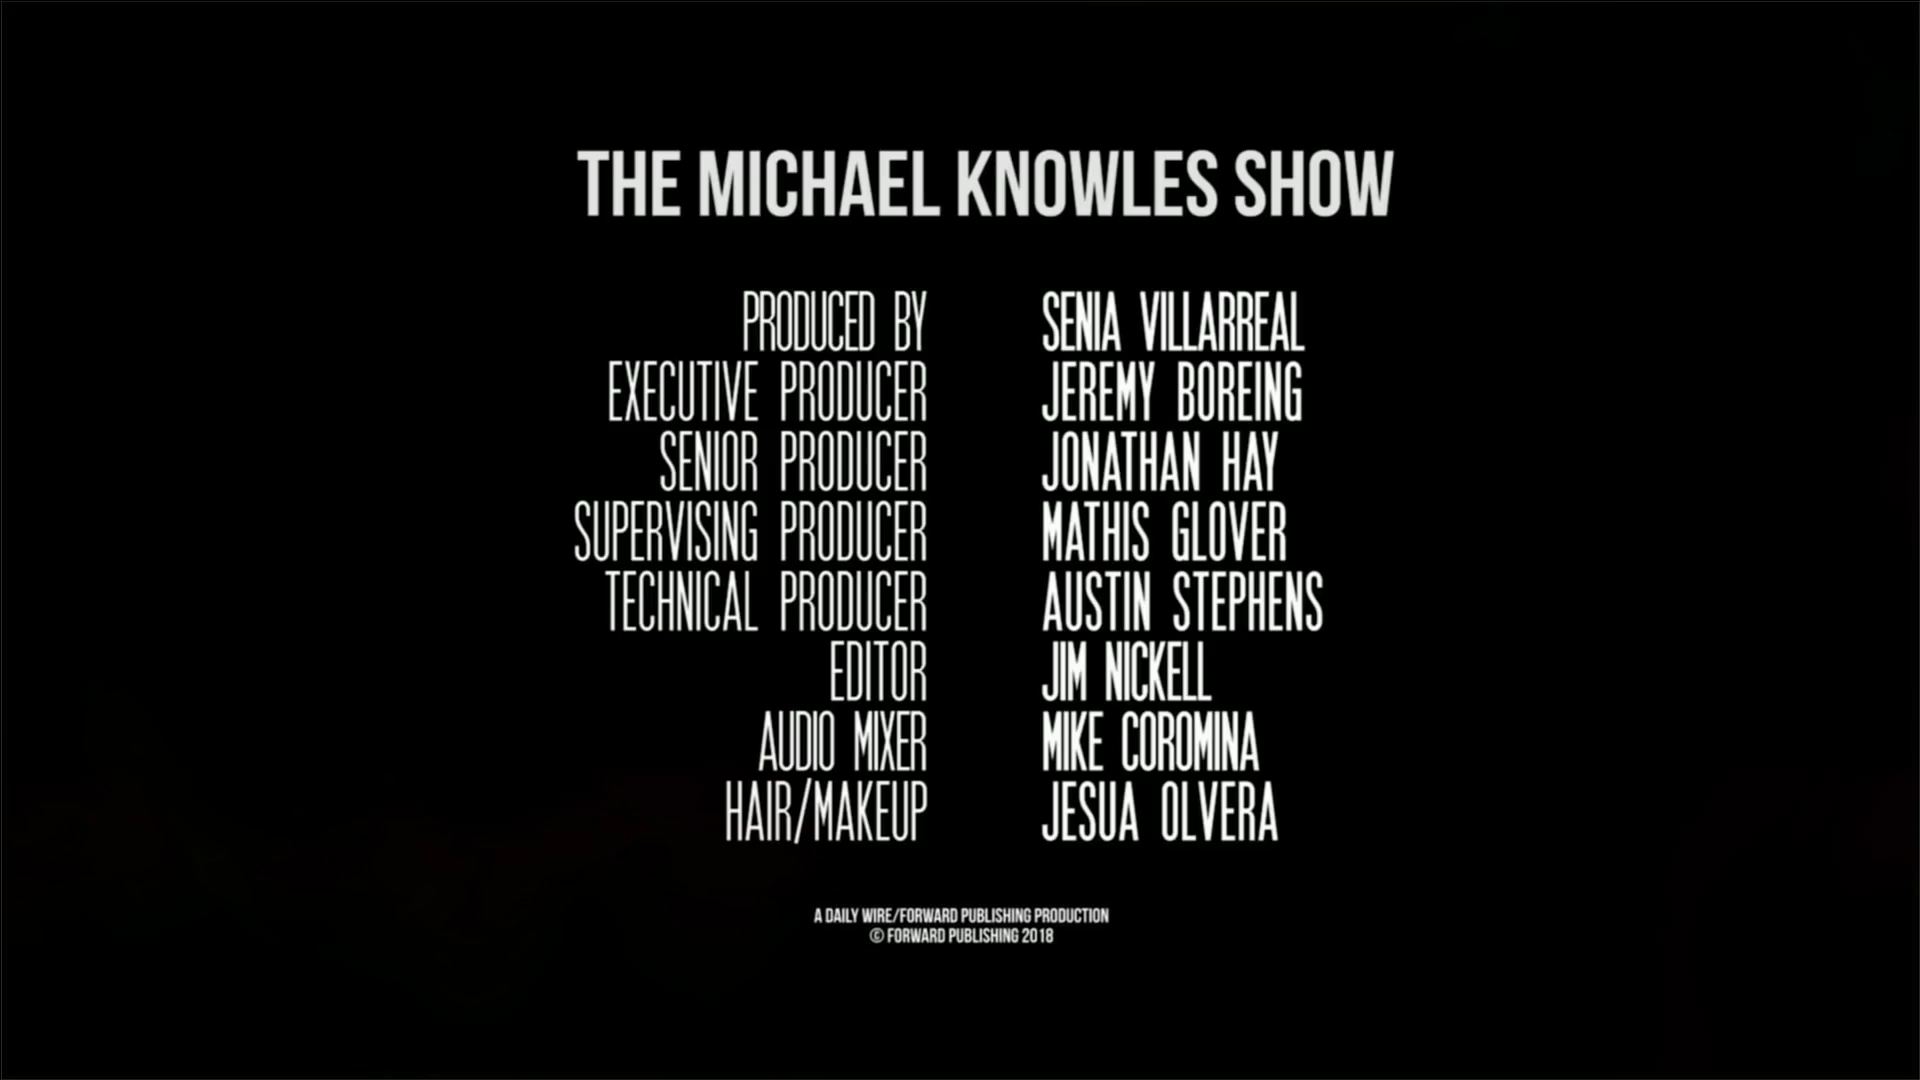 THE MICHAEL KNOWLES SHOW
PRODUCED BY SENIA VILLARREAL
EXECUTIVE PRODUCER JEREMY BOREING
SENIOR PRODUCER JONATHAN HAY
SUPERVISING PRODUCER MATHIS GLOVER
TECHNICAL PRODUCER AUSTIN STEPHENS
EDITOR JIM NICKELL
AUDIO MIXER MIKE COROMINA
HAIR/MAKEUP JESUA OLVERA
A DAILY WIRE/FORWARD PUBLISHING PRODUCTION
© FORWARD PUBLISHING 2018